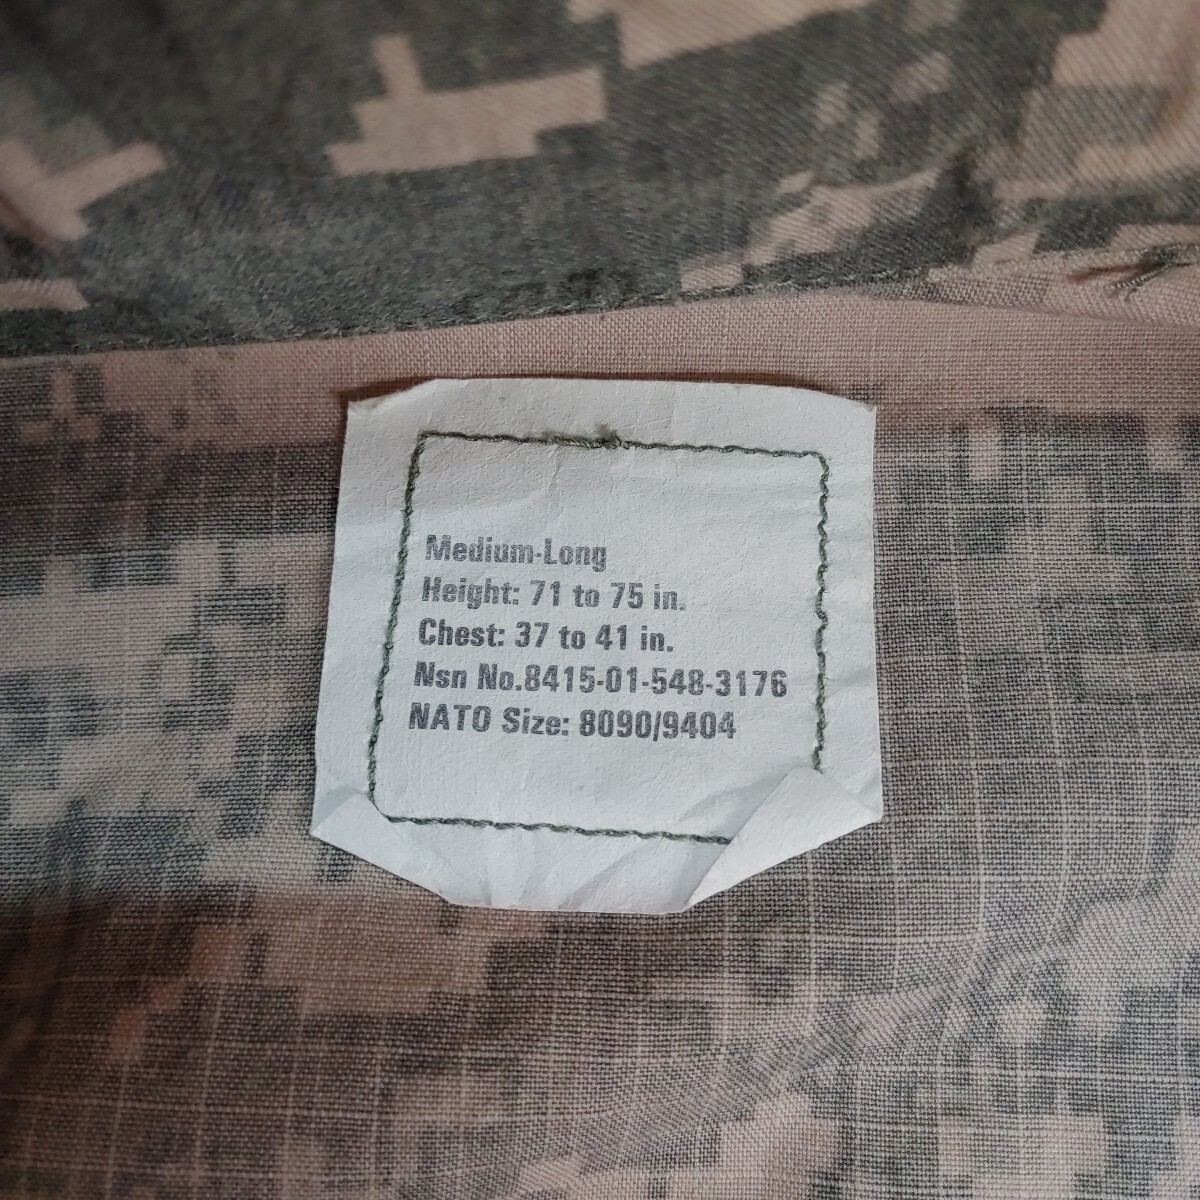 Medium-Long
Height: 71 to 75 in.
Chest: 37 to 41 in.
Nsn No.8415-01-548-3176
NATO Size: 8090/9404